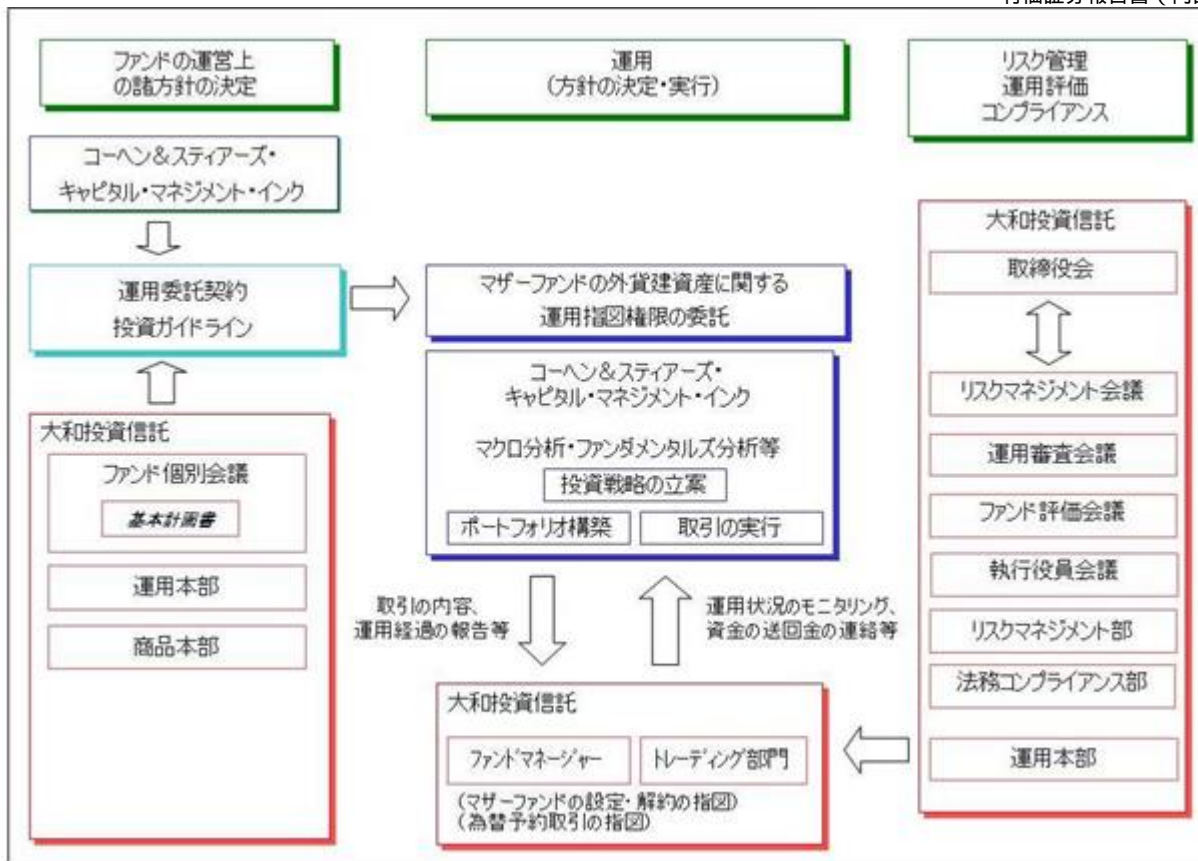 ファンドの運営上
の諸方針の決定
運用
(方針の決定・実行)
リスク管理
運用評価
コンプライアンス
コーヘン&スティアーズ・
キャピタル・マネジメント・インク
運用委託契約
投資ガイドライン
大和投資信託
ファンド個別会議
基本計画書
運用本部
商品本部
マザーファンドの外貨建資産に関する
運用指図権限の委託
コーヘン&スティアーズ・
キャピタル・マネジメント・インク
マクロ分析・ファンダメンタルズ分析等
投資戦略の立案
ポートフォリオ構築
取引の実行
取引の内容、
運用経過の報告等
運用状況のモニタリング、
資金の送回金の連絡等
大和投資信託
ファンドマネージャー
トレーディング部門
(マザーファンドの設定・解約の指図)
(為替予約取引の指図)
大和投資信託
取締役会
リスクマネジメント会議
運用審査会議
ファンド評価会議
執行役員会議
リスクマネジメント部
法務コンプライアンス部
運用本部